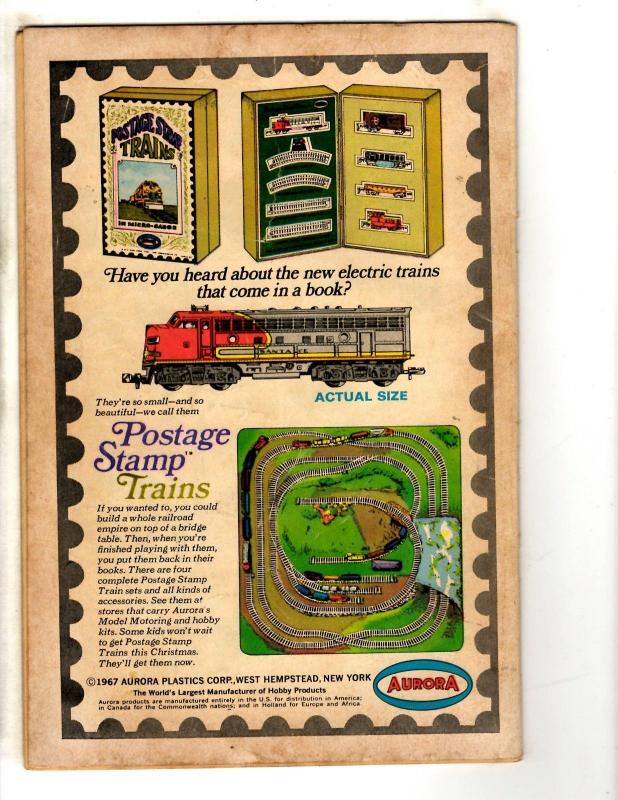 POSTAGE STAMP
TRAINS
IN MICRO-GAUGE
Have you heard about the new electric trains
that come in a book?
SANTA FE
ACTUAL SIZE
They're so small—and so
beautiful—we call them
Postage
Stamp™
Trains
If you wanted to, you could
build a whole railroad
empire on top of a bridge
table. Then, when you're
finished playing with them,
you put them back in their
books. There are four
complete Postage Stamp
Train sets and all kinds of
accessories. See them at
stores that carry Aurora's
Model Motoring and hobby
kits. Some kids won't wait
to get Postage Stamp
Trains this Christmas.
They'll get them now.
©1967 AURORA PLASTICS CORP., WEST HEMPSTEAD, NEW YORK
The World's Largest Manufacturer of Hobby Products
Aurora products are manufactured entirely in the U.S. for distribution in America;
in Canada for the Commonwealth nations; and in Holland for Europe and Africa.
AURORA